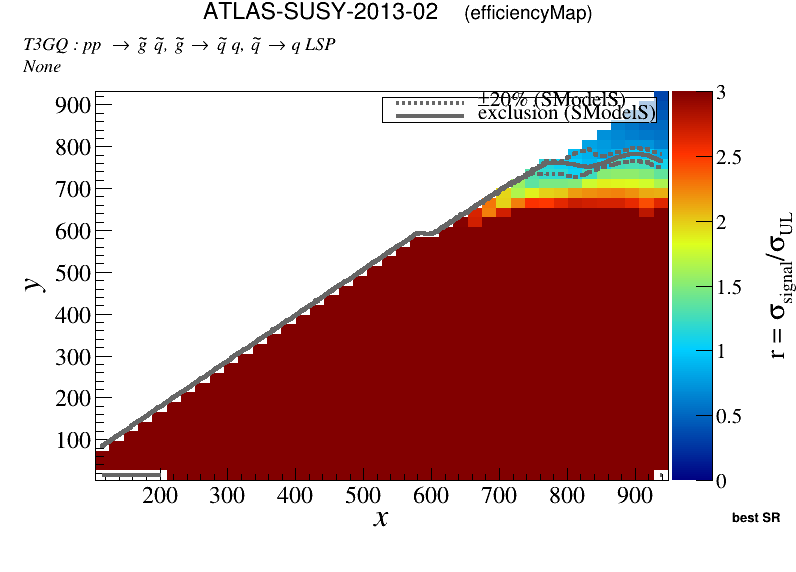 ATLAS-SUSY-2013-02 (efficiencyMap)
T3GQ : pp → g̃ q̃, g̃ → q̃ q, q̃ → q LSP
None
±20% (SModelS)
exclusion (SModelS)
900
800
700
600
500
400
300
200
100
y
200 300 400 500 600 700 800 900
x
3
2.5
2
1.5
1
0.5
0
r = σsignal/σUL
best SR